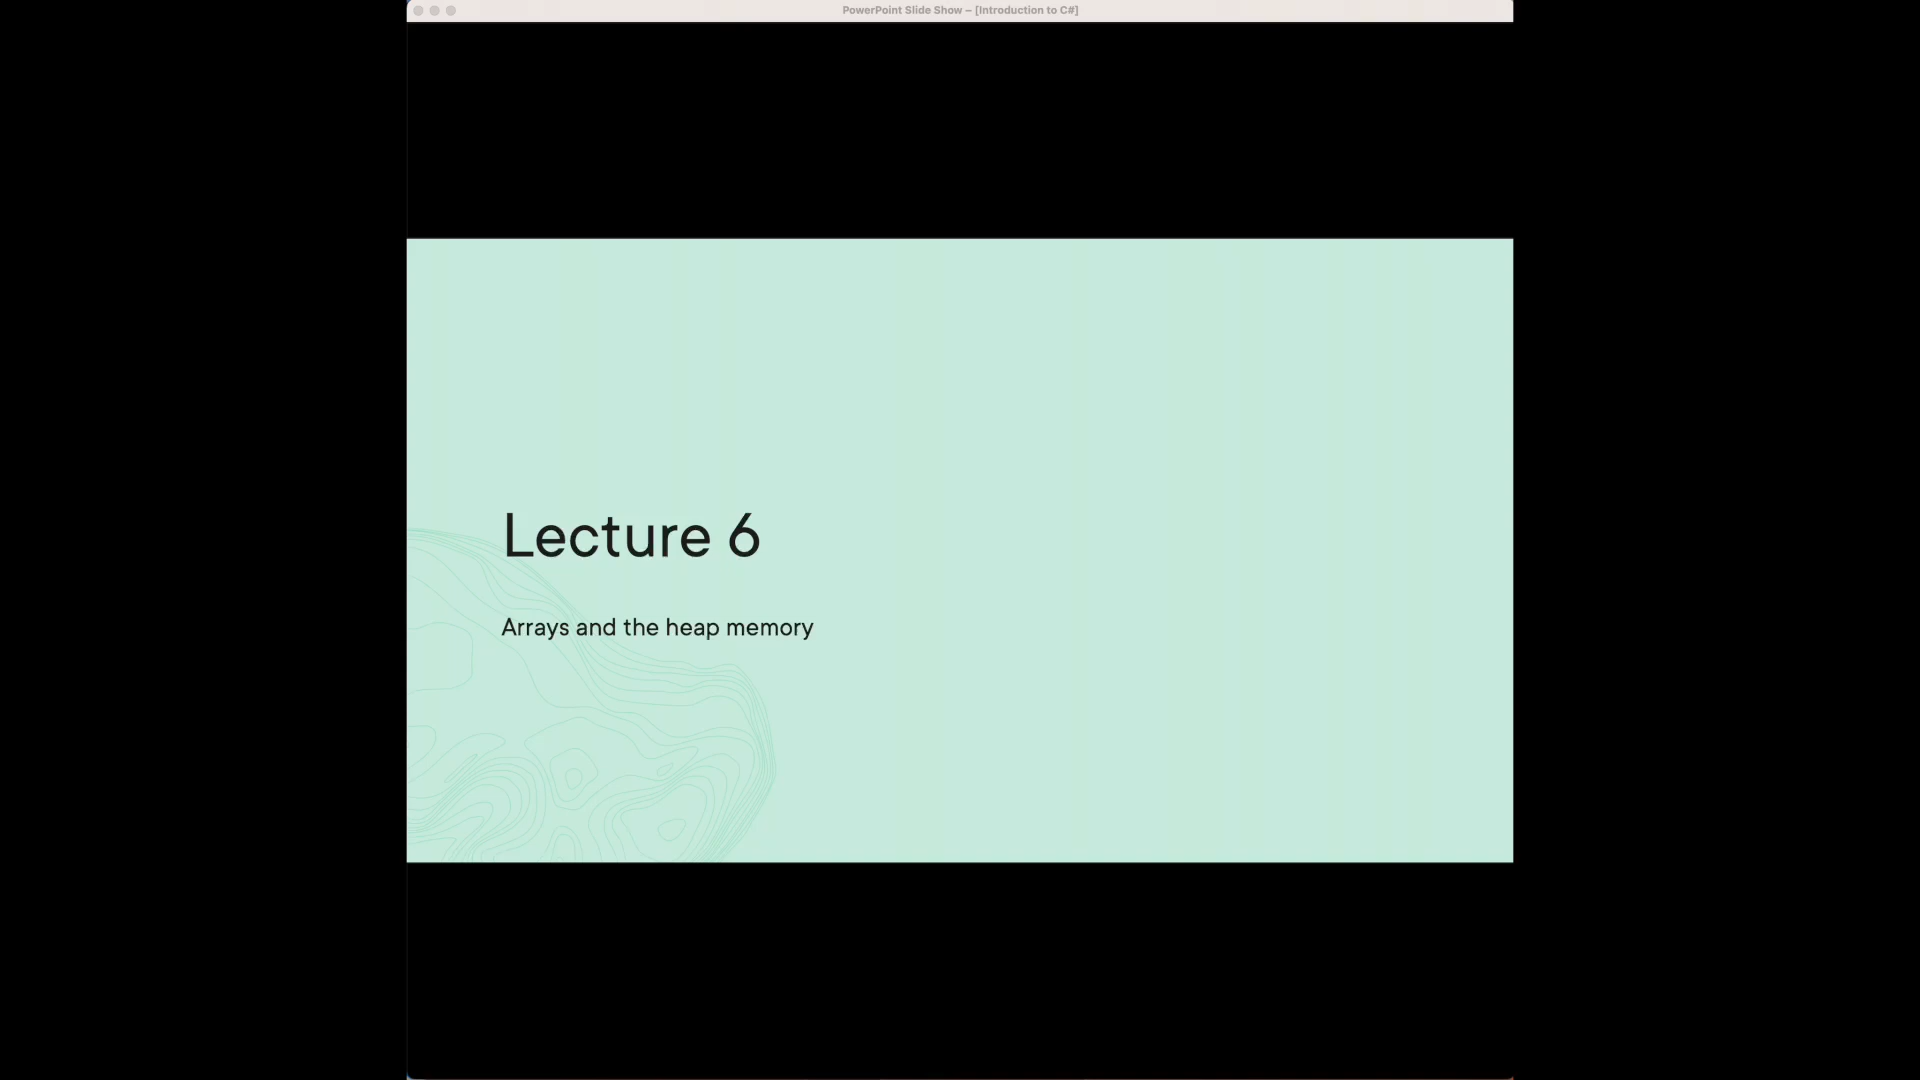 PowerPoint Slide Show – [Introduction to C#]
Lecture 6
Arrays and the heap memory